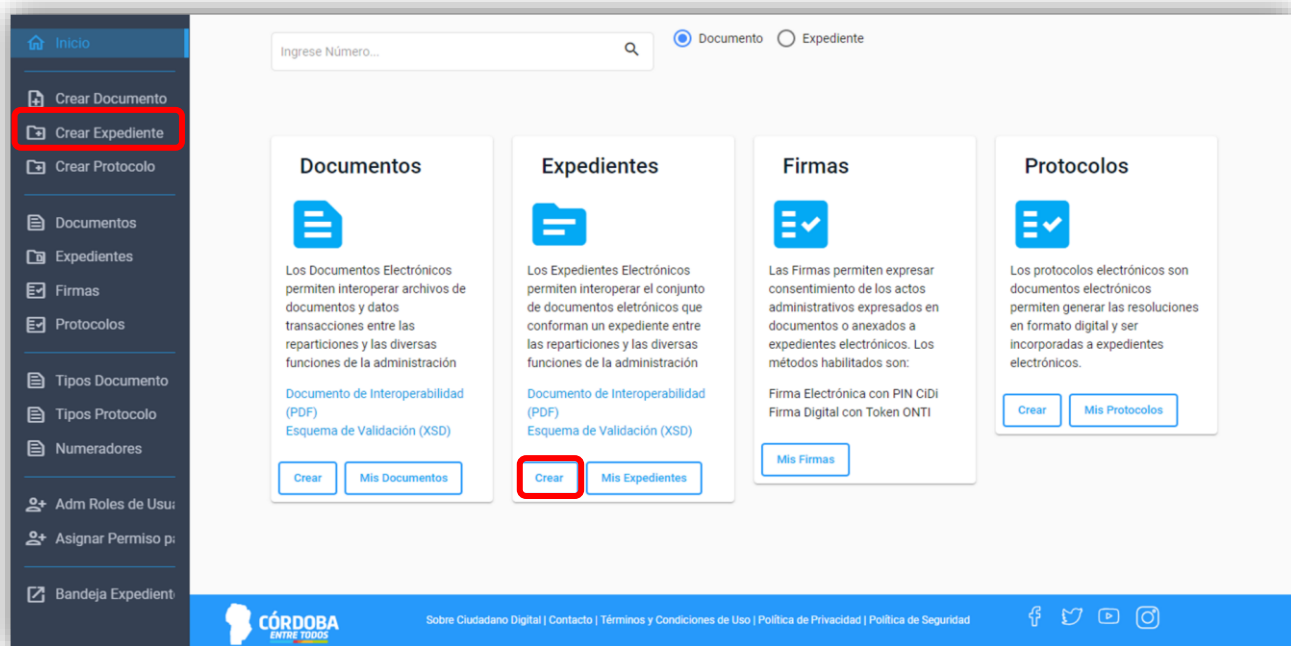 Inicio
Crear Documento
Crear Expediente
Crear Protocolo
Documentos
Expedientes
Firmas
Protocolos
Tipos Documento
Tipos Protocolo
Numeradores
Adm Roles de Usu
Asignar Permiso p
Bandeja Expedient
Ingrese Número...
Documento
Expediente
Documentos
Los Documentos Electrónicos
permiten interoperar archivos de
documentos y datos
transacciones entre las
reparticiones y las diversas
funciones de la administración
Documento de Interoperabilidad
(PDF)
Esquema de Validación (XSD)
Crear
Mis Documentos
Expedientes
Los Expedientes Electrónicos
permiten interoperar el conjunto
de documentos eletrónicos que
conforman un expediente entre
las reparticiones y las diversas
funciones de la administración
Documento de Interoperabilidad
(PDF)
Esquema de Validación (XSD)
Crear
Mis Expedientes
Firmas
Las Firmas permiten expresar
consentimiento de los actos
administrativos expresados en
documentos o anexados a
expedientes electrónicos. Los
métodos habilitados son:
Firma Electrónica con PIN CiDi
Firma Digital con Token ONTI
Mis Firmas
Protocolos
Los protocolos electrónicos son
documentos electrónicos
permiten generar las resoluciones
en formato digital y ser
incorporadas a expedientes
electrónicos.
Crear
Mis Protocolos
CÓRDOBA
ENTRE TODOS
Sobre Ciudadano Digital | Contacto | Términos y Condiciones de Uso | Política de Privacidad | Política de Seguridad